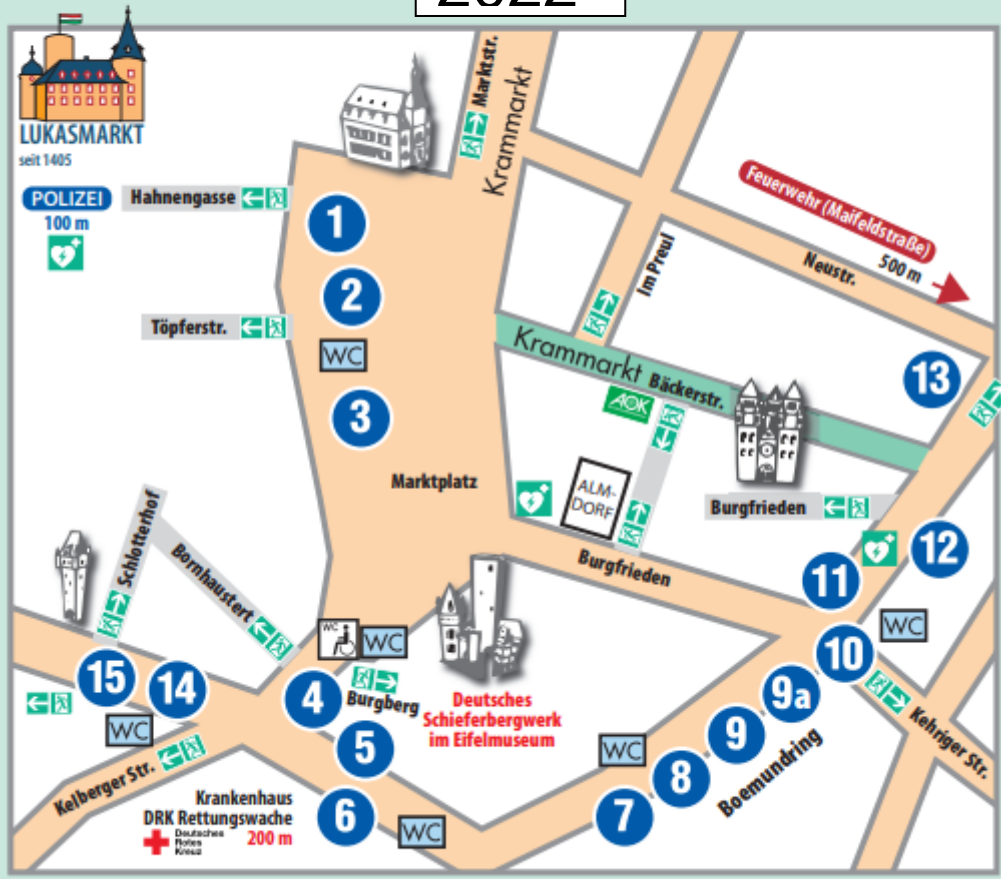 2022
LUKASMARKT
seit 1405
POLIZEI
100 m
Hahnengasse
Marktstr.
Krammarkt
1
2
Töpferstr.
WC
3
Marktplatz
Feuerwehr (Maifeldstraße)
500 m
Neustr.
Im Preul
Krammarkt
Bäckerstr.
AOK
13
ALM-
DORF
Burgfrieden
Burgfrieden
12
11
WC
10
Kehriger Str.
9a
9
Boemundring
8
7
WC
Schlotterhof
Bornhaustert
WC
WC
4
Burgberg
Deutsches
Schieferbergwerk
im Eifelmuseum
5
6
WC
15
14
WC
Kelberger Str.
Krankenhaus
DRK Rettungswache
200 m
Deutsches
Rotes
Kreuz